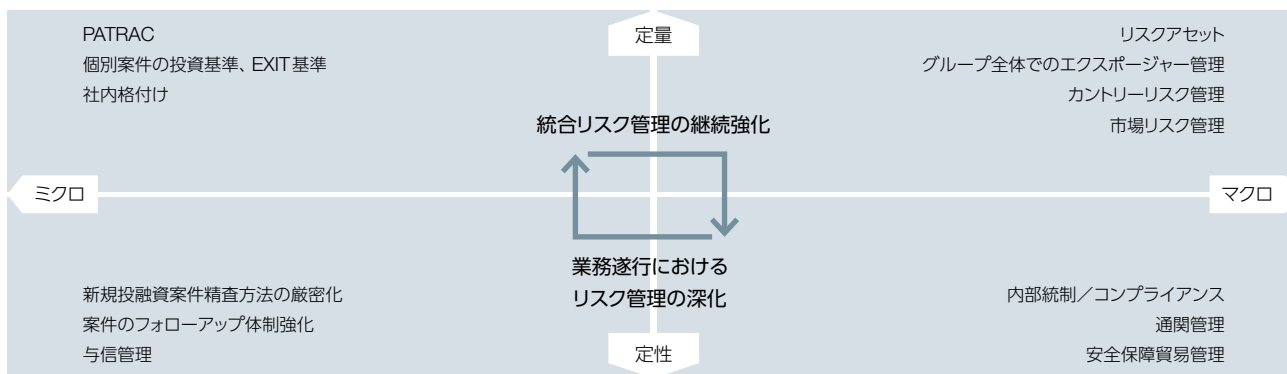 定量
PATRAC
個別案件の投資基準、EXIT基準
社内格付け
リスクアセット
グループ全体でのエクスポージャー管理
カントリーリスク管理
市場リスク管理
統合リスク管理の継続強化
ミクロ
マクロ
業務遂行における
リスク管理の深化
新規投融資案件精査方法の厳密化
案件のフォローアップ体制強化
与信管理
内部統制／コンプライアンス
通関管理
安全保障貿易管理
定性